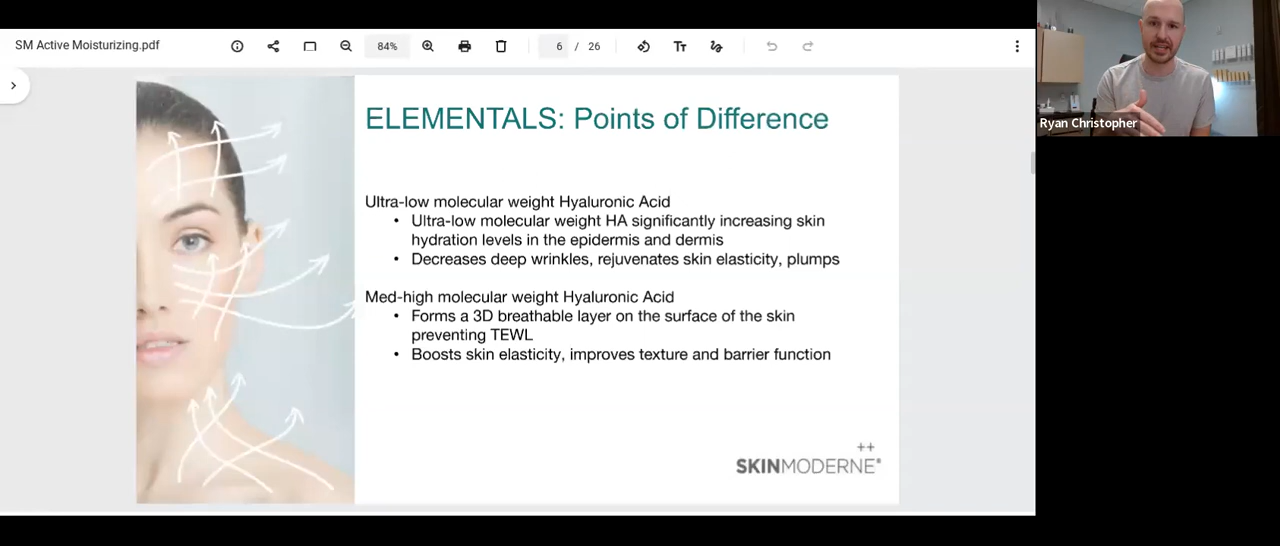 SM Active Moisturizing.pdf
84%
6 / 26
Ryan Christopher
ELEMENTALS: Points of Difference
Ultra-low molecular weight Hyaluronic Acid
• Ultra-low molecular weight HA significantly increasing skin
hydration levels in the epidermis and dermis
• Decreases deep wrinkles, rejuvenates skin elasticity, plumps
Med-high molecular weight Hyaluronic Acid
• Forms a 3D breathable layer on the surface of the skin
preventing TEWL
• Boosts skin elasticity, improves texture and barrier function
++
SKINMODERNE®